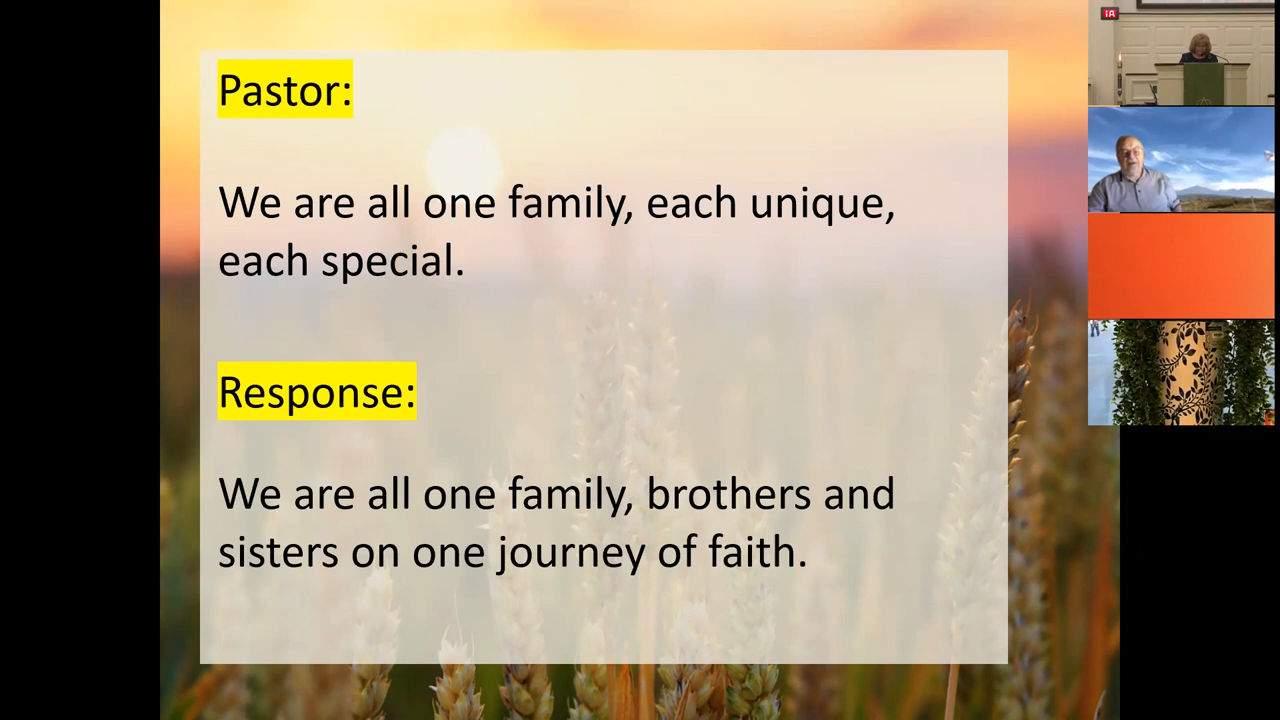 Pastor:
We are all one family, each unique,
each special.
Response:
We are all one family, brothers and
sisters on one journey of faith.